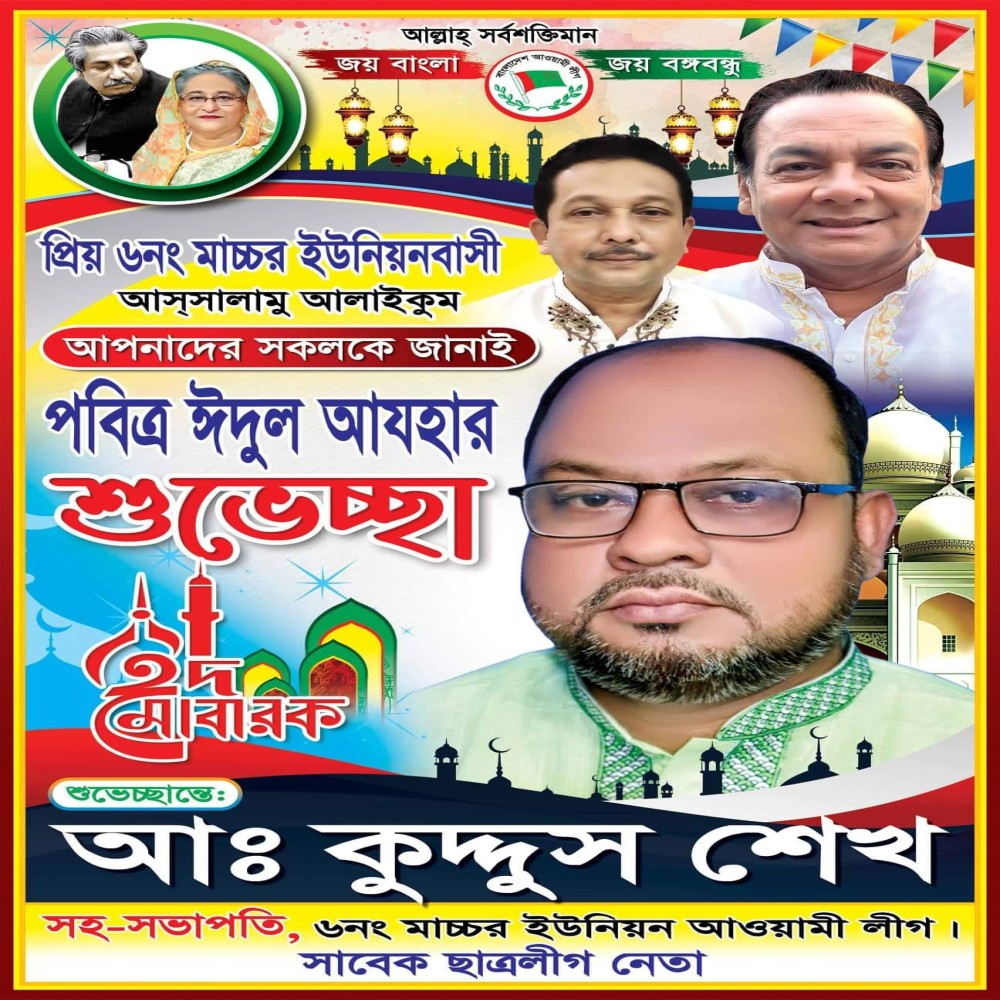 আল্লাহ্ সর্বশক্তিমান
জয় বাংলা
বাংলাদেশ আওয়ামী লীগ
জয় বঙ্গবন্ধু
প্রিয় ৬নং মাচ্চর ইউনিয়নবাসী
আস্সালামু আলাইকুম
আপনাদের সকলকে জানাই
পবিত্র ঈদুল আযহার
শুভেচ্ছা
ঈদ
মোবারক
শুভেচ্ছান্তে:
আঃ কুদ্দুস শেখ
সহ-সভাপতি, ৬নং মাচ্চর ইউনিয়ন আওয়ামী লীগ।
সাবেক ছাত্রলীগ নেতা